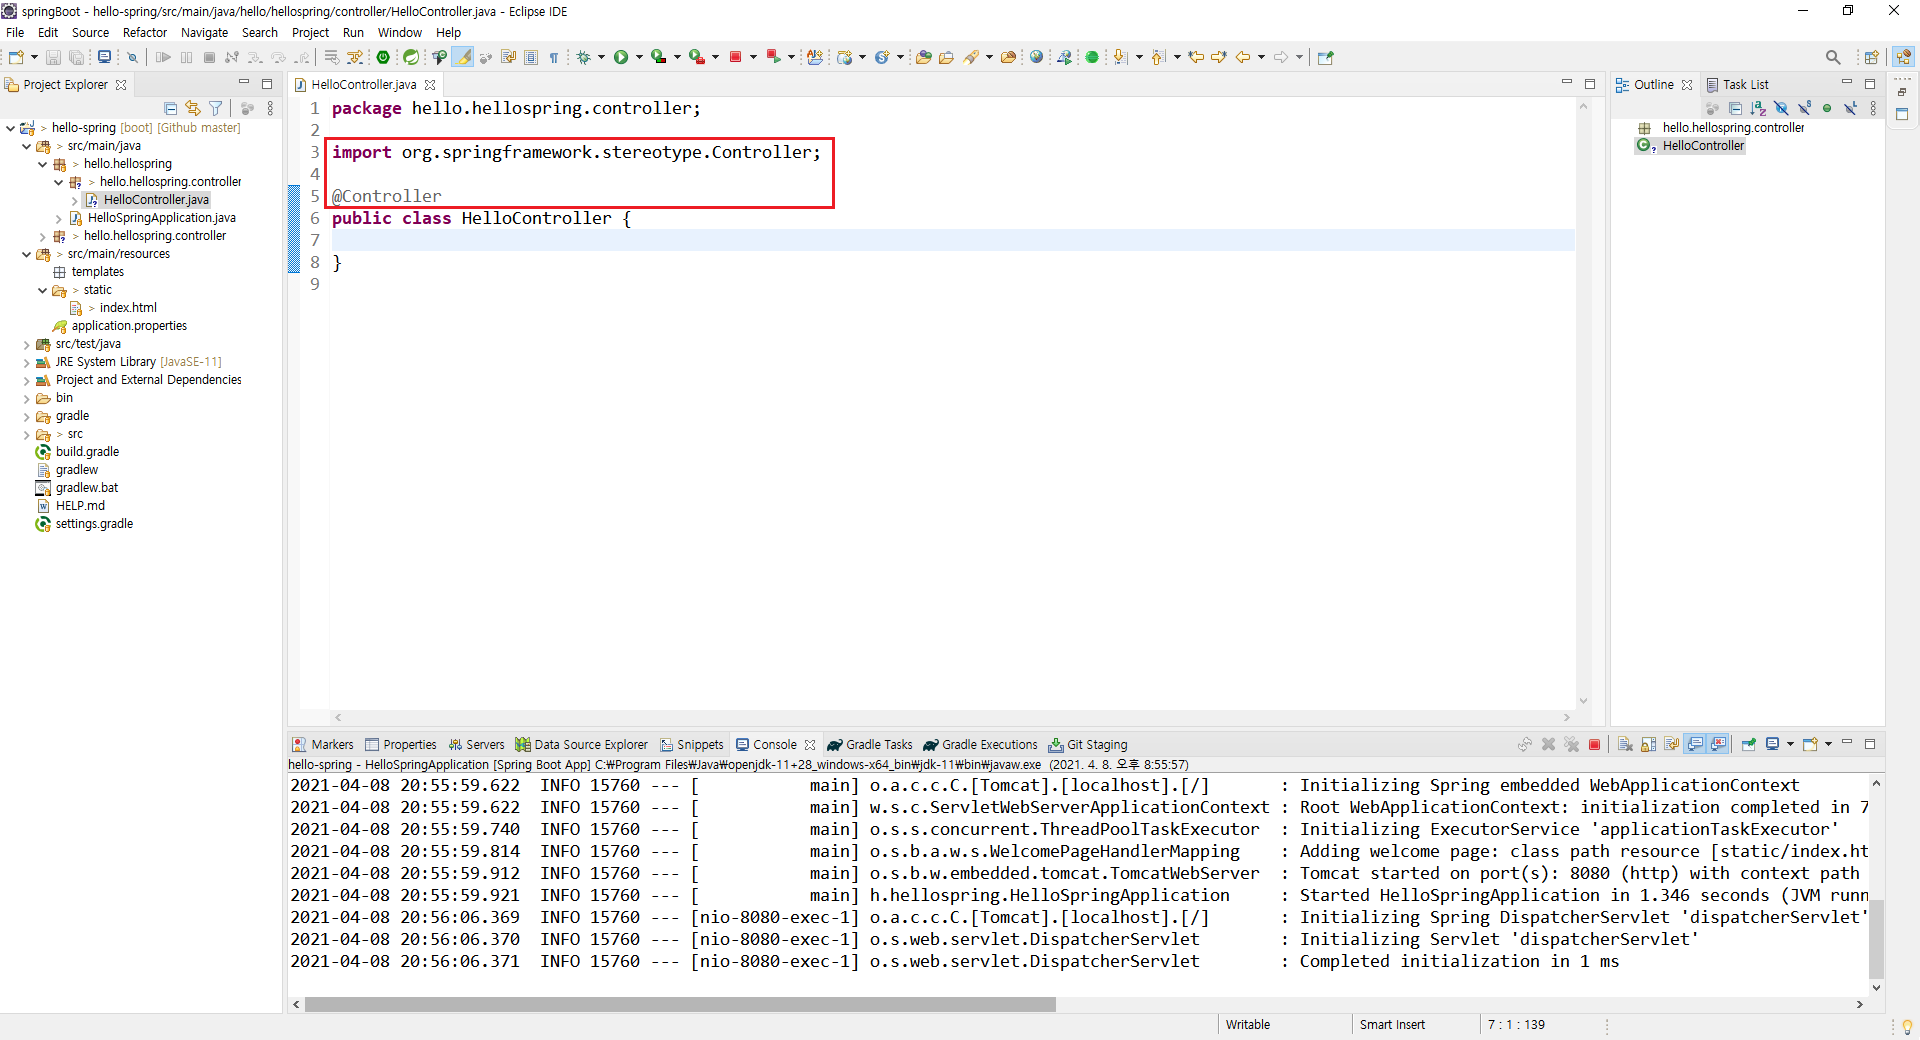 springBoot - hello-spring/src/main/java/hello/hellospring/controller/HelloController.java - Eclipse IDE
File Edit Source Refactor Navigate Search Project Run Window Help
Project Explorer
hello-spring [boot] [Github master]
src/main/java
hello.hellospring
hello.hellospring.controller
HelloController.java
HelloSpringApplication.java
hello.hellospring.controller
src/main/resources
templates
static
index.html
application.properties
src/test/java
JRE System Library [JavaSE-11]
Project and External Dependencies
bin
gradle
src
build.gradle
gradlew
gradlew.bat
HELP.md
settings.gradle
HelloController.java
1 package hello.hellospring.controller;
2
3 import org.springframework.stereotype.Controller;
4
5 @Controller
6 public class HelloController {
7
8 }
9
Outline Task List
hello.hellospring.controller
HelloController
Markers Properties Servers Data Source Explorer Snippets Console Gradle Tasks Gradle Executions Git Staging
hello-spring - HelloSpringApplication [Spring Boot App] C:₩Program Files₩Java₩openjdk-11+28_windows-x64_bin₩jdk-11₩bin₩javaw.exe (2021. 4. 8. 오후 8:55:57)
2021-04-08 20:55:59.622 INFO 15760 --- [ main] o.a.c.c.C.[Tomcat].[localhost].[/] : Initializing Spring embedded WebApplicationContext
2021-04-08 20:55:59.622 INFO 15760 --- [ main] w.s.c.ServletWebServerApplicationContext : Root WebApplicationContext: initialization completed in 7
2021-04-08 20:55:59.740 INFO 15760 --- [ main] o.s.s.concurrent.ThreadPoolTaskExecutor : Initializing ExecutorService 'applicationTaskExecutor'
2021-04-08 20:55:59.814 INFO 15760 --- [ main] o.s.b.a.w.s.WelcomePageHandlerMapping : Adding welcome page: class path resource [static/index.ht
2021-04-08 20:55:59.912 INFO 15760 --- [ main] o.s.b.w.embedded.tomcat.TomcatWebServer : Tomcat started on port(s): 8080 (http) with context path
2021-04-08 20:55:59.921 INFO 15760 --- [ main] h.hellospring.HelloSpringApplication : Started HelloSpringApplication in 1.346 seconds (JVM runn
2021-04-08 20:56:06.369 INFO 15760 --- [nio-8080-exec-1] o.a.c.c.C.[Tomcat].[localhost].[/] : Initializing Spring DispatcherServlet 'dispatcherServlet'
2021-04-08 20:56:06.370 INFO 15760 --- [nio-8080-exec-1] o.s.web.servlet.DispatcherServlet : Initializing Servlet 'dispatcherServlet'
2021-04-08 20:56:06.371 INFO 15760 --- [nio-8080-exec-1] o.s.web.servlet.DispatcherServlet : Completed initialization in 1 ms
Writable Smart Insert 7 : 1 : 139